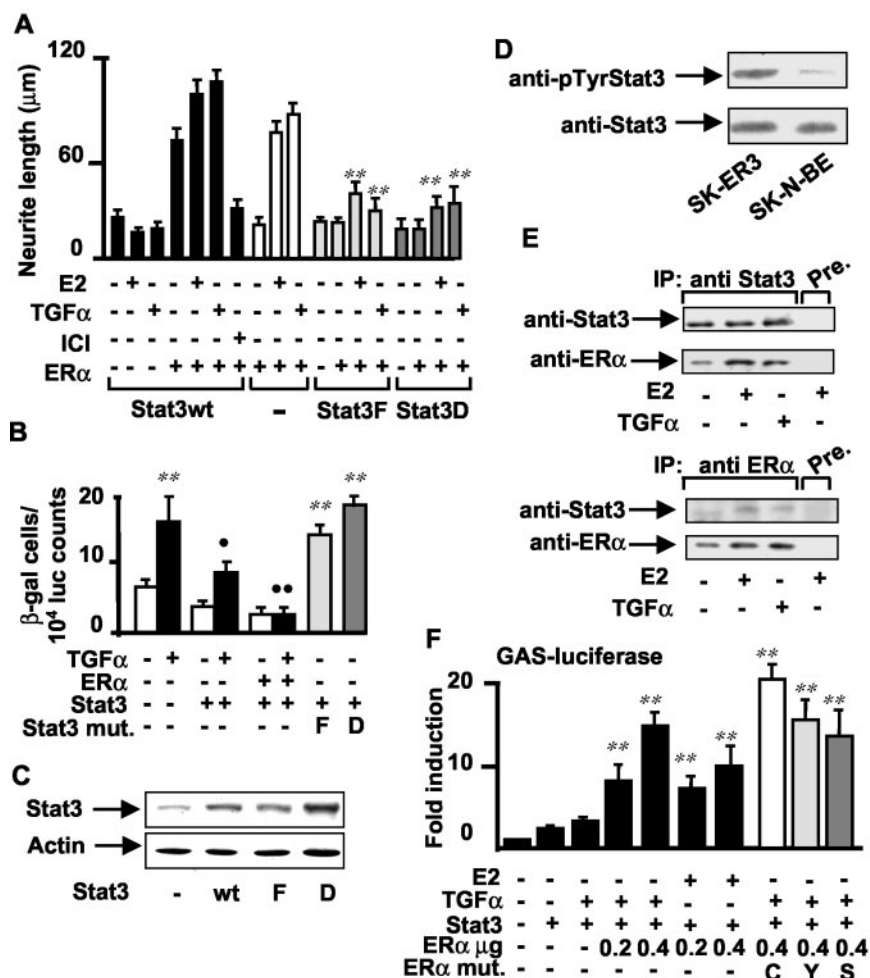 A
120
60
0
Neurite length (μm)
** ** ** **
E2 - + - - + - - - + - - - + - - - + -
TGFα - - + - - + - - - + - - - + - - - +
ICI - - - - - - + - - - - - - - - - - -
ERα - - - + + + + + + + - + + + - + + +
Stat3wt – Stat3F Stat3D
B
20
10
0
β-gal cells/
10⁴ luc counts
** • •• ** **
TGFα - + - + - + - -
ERα - - - - + + - -
Stat3 - - + + + + + +
Stat3 mut. - - - - - - F D
C
Stat3
Actin
Stat3 - wt F D
D
anti-pTyrStat3
anti-Stat3
SK-ER3 SK-N-BE
E
IP: anti Stat3 Pre.
anti-Stat3
anti-ERα
E2 - + - +
TGFα - - + -
IP: anti ERα Pre.
anti-Stat3
anti-ERα
E2 - + - +
TGFα - - + -
F
GAS-luciferase
20
10
0
Fold induction
** ** ** ** ** ** **
E2 - - - - - + + - - -
TGFα - - + + + - - + + +
Stat3 - + + + + + + + + +
ERα μg - - - 0.2 0.4 0.2 0.4 0.4 0.4 0.4
ERα mut. - - - - - - - C Y S